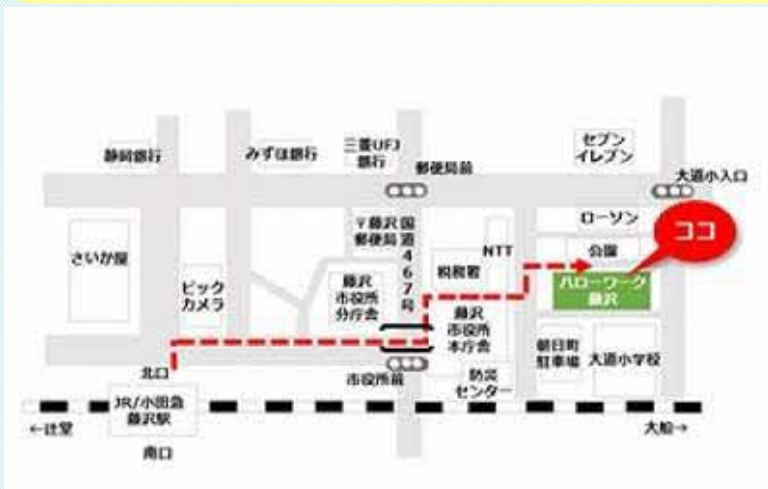 静岡銀行
みずほ銀行
三菱UFJ
銀行
郵便局前
セブン
イレブン
大道小入口
さいか屋
ビック
カメラ
〒藤沢
郵便局
国道467号
藤沢
市役所
分庁舎
税務署
NTT
ローソン
公園
ココ
ハローワーク
藤沢
藤沢
市役所
本庁舎
朝日町
駐車場
大道小学校
北口
市役所前
防災
センター
JR/小田急
藤沢駅
←辻堂
大船→
南口